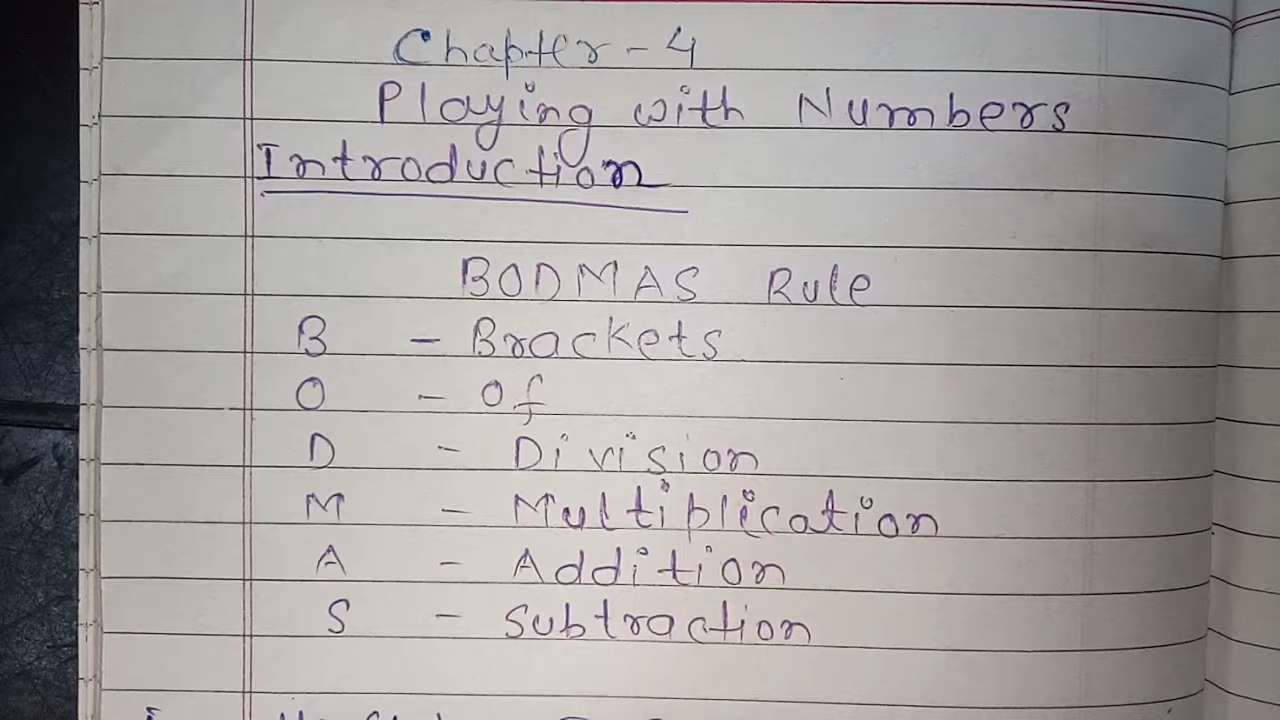 Chapter-4
Playing with Numbers
Introduction
BODMAS Rule
B - Brackets
O - Of
D - Division
M - Multiplication
A - Addition
S - Subtraction